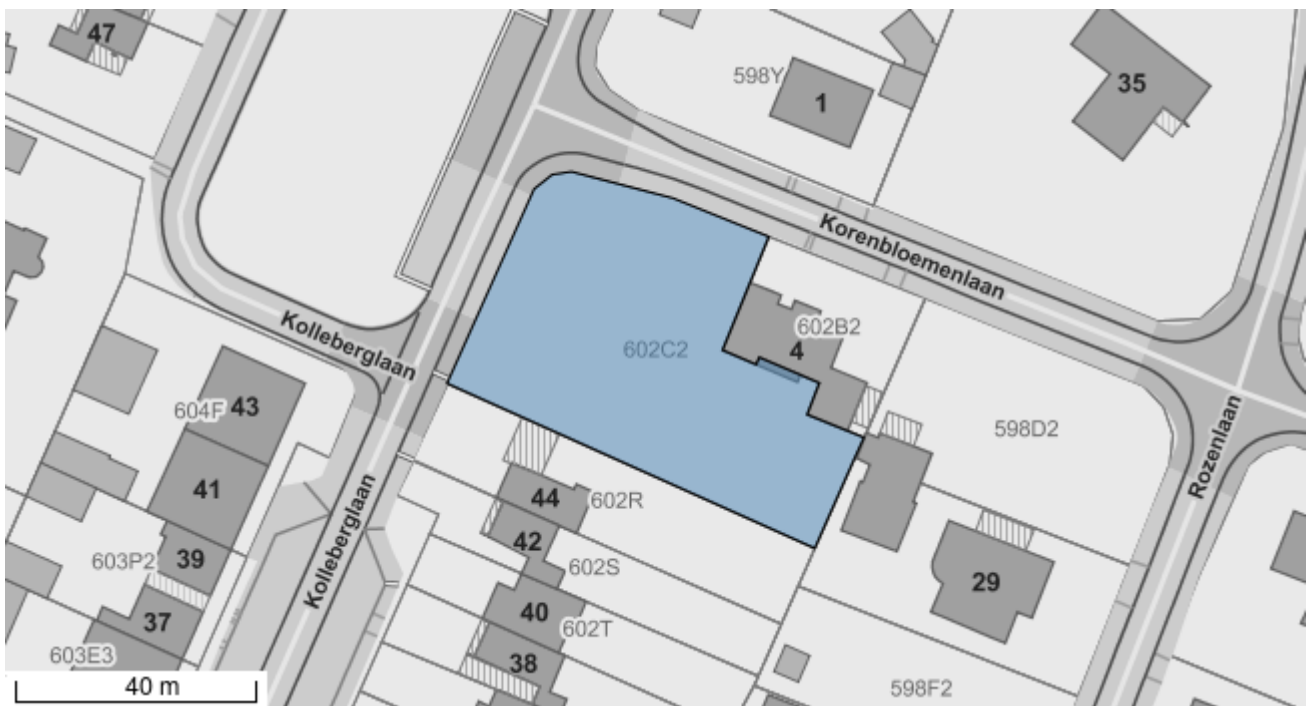 47
598Y
1
35
Korenbloemenlaan
Kolleberglaan
602B2
4
602C2
43
604F
598D2
Rozenlaan
41
44
602R
Kolleberglaan
42
39
603P2
602S
29
40
37
602T
603E3
38
40 m
598F2